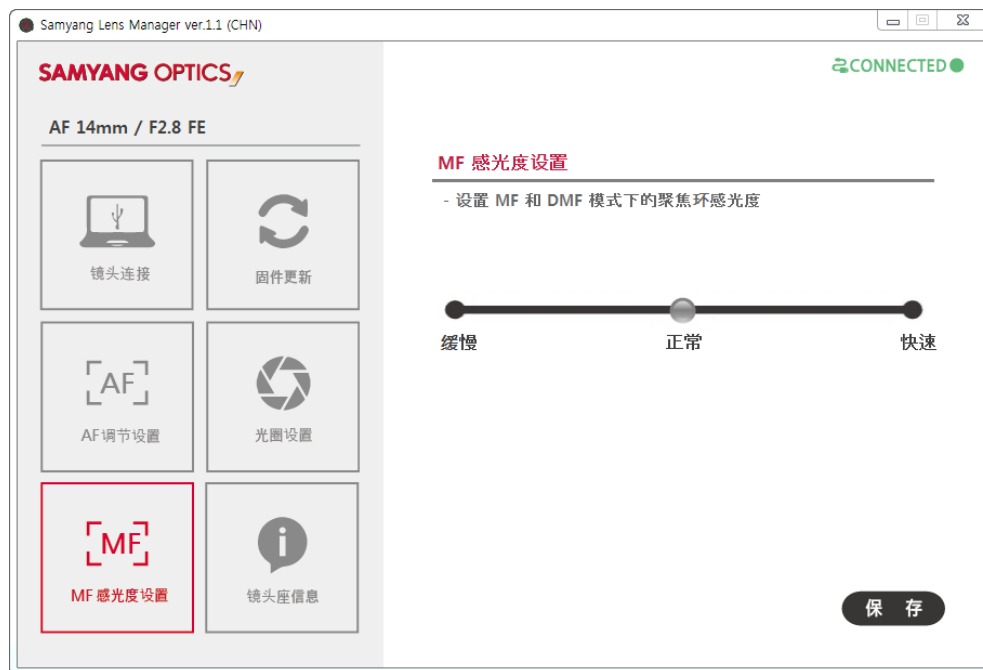 Samyang Lens Manager ver.1.1 (CHN)
SAMYANG OPTICS
CONNECTED
AF 14mm / F2.8 FE
镜头连接
固件更新
AF
AF调节设置
光圈设置
MF
MF 感光度设置
镜头座信息
MF 感光度设置
- 设置 MF 和 DMF 模式下的聚焦环感光度
缓慢
正常
快速
保 存